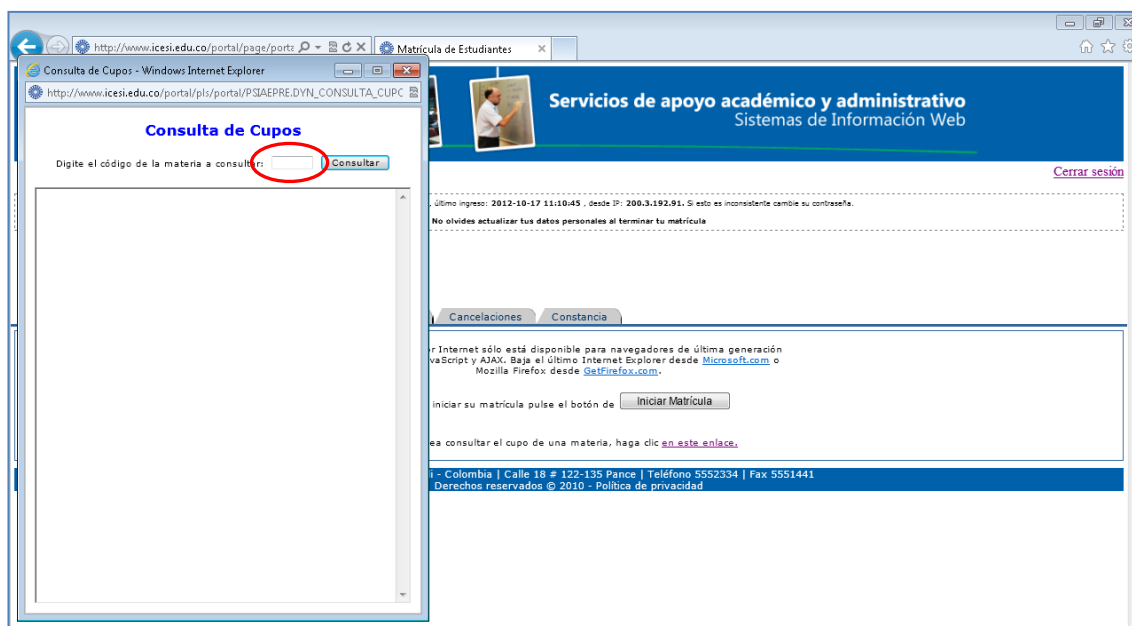 http://www.icesi.edu.co/portal/page/porta
Matrícula de Estudiantes
Consulta de Cupos - Windows Internet Explorer
http://www.icesi.edu.co/portal/pls/portal/PSIAEPRE.DYN_CONSULTA_CUPC
Consulta de Cupos
Digite el código de la materia a consultar:
Consultar
Servicios de apoyo académico y administrativo
Sistemas de Información Web
Cerrar sesión
, último ingreso: 2012-10-17 11:10:45 , desde IP: 200.3.192.91. Si esto es inconsistente cambie su contraseña.
No olvides actualizar tus datos personales al terminar tu matrícula
Cancelaciones
Constancia
r Internet sólo está disponible para navegadores de última generación
vaScript y AJAX. Baja el último Internet Explorer desde Microsoft.com o
Mozilla Firefox desde GetFirefox.com.
iniciar su matrícula pulse el botón de
Iniciar Matrícula
ea consultar el cupo de una materia, haga clic en este enlace.
li - Colombia | Calle 18 # 122-135 Pance | Teléfono 5552334 | Fax 5551441
Derechos reservados © 2010 - Política de privacidad